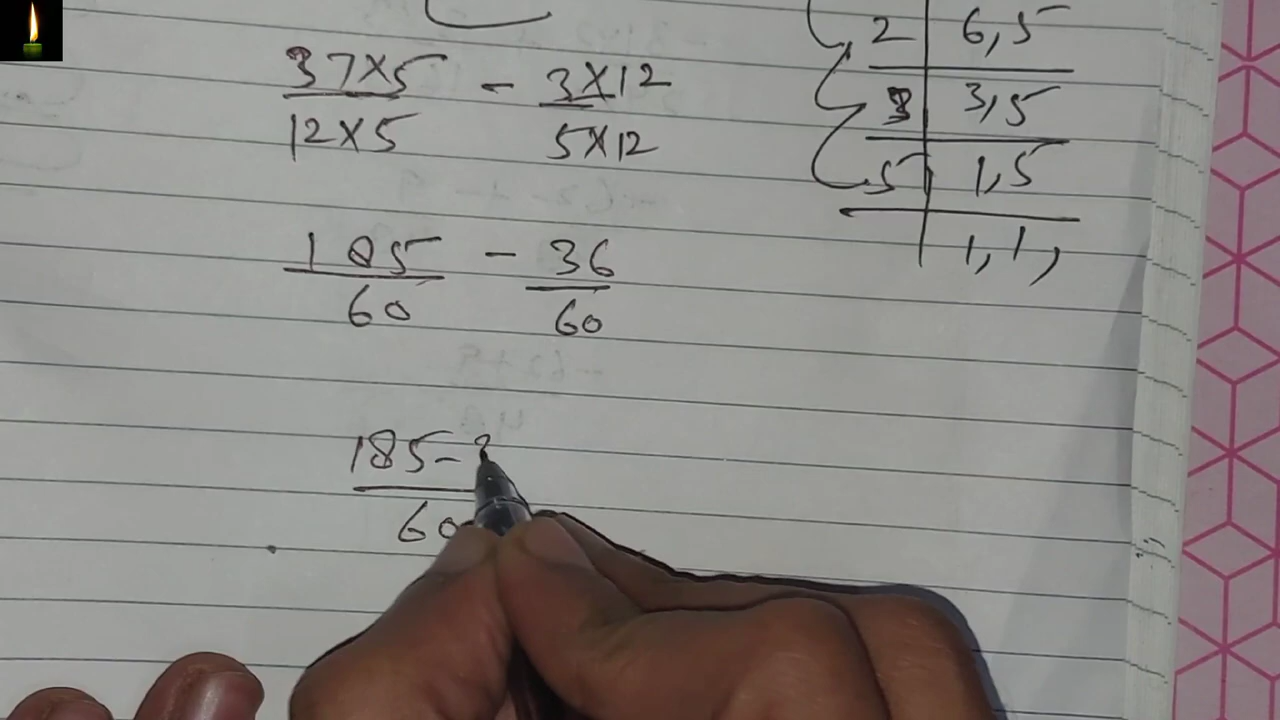 37×5 - 3×12
12×5 5×12
185 - 36
60 60
185-3
60
2 | 6,5
3 | 3,5
5 | 1,5
1,1,